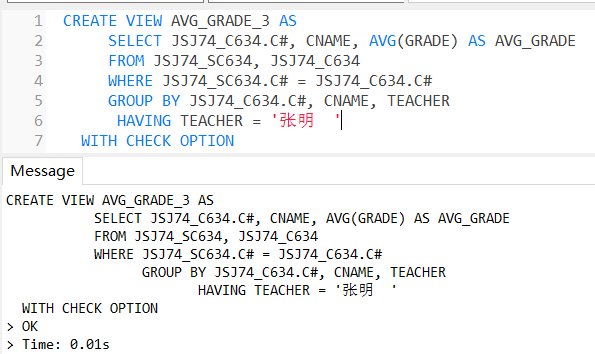 1 CREATE VIEW AVG_GRADE_3 AS
2 SELECT JSJ74_C634.C#, CNAME, AVG(GRADE) AS AVG_GRADE
3 FROM JSJ74_SC634, JSJ74_C634
4 WHERE JSJ74_SC634.C# = JSJ74_C634.C#
5 GROUP BY JSJ74_C634.C#, CNAME, TEACHER
6 HAVING TEACHER = '张明  '
7 WITH CHECK OPTION
Message
CREATE VIEW AVG_GRADE_3 AS
SELECT JSJ74_C634.C#, CNAME, AVG(GRADE) AS AVG_GRADE
FROM JSJ74_SC634, JSJ74_C634
WHERE JSJ74_SC634.C# = JSJ74_C634.C#
GROUP BY JSJ74_C634.C#, CNAME, TEACHER
HAVING TEACHER = '张明  '
WITH CHECK OPTION
> OK
> Time: 0.01s